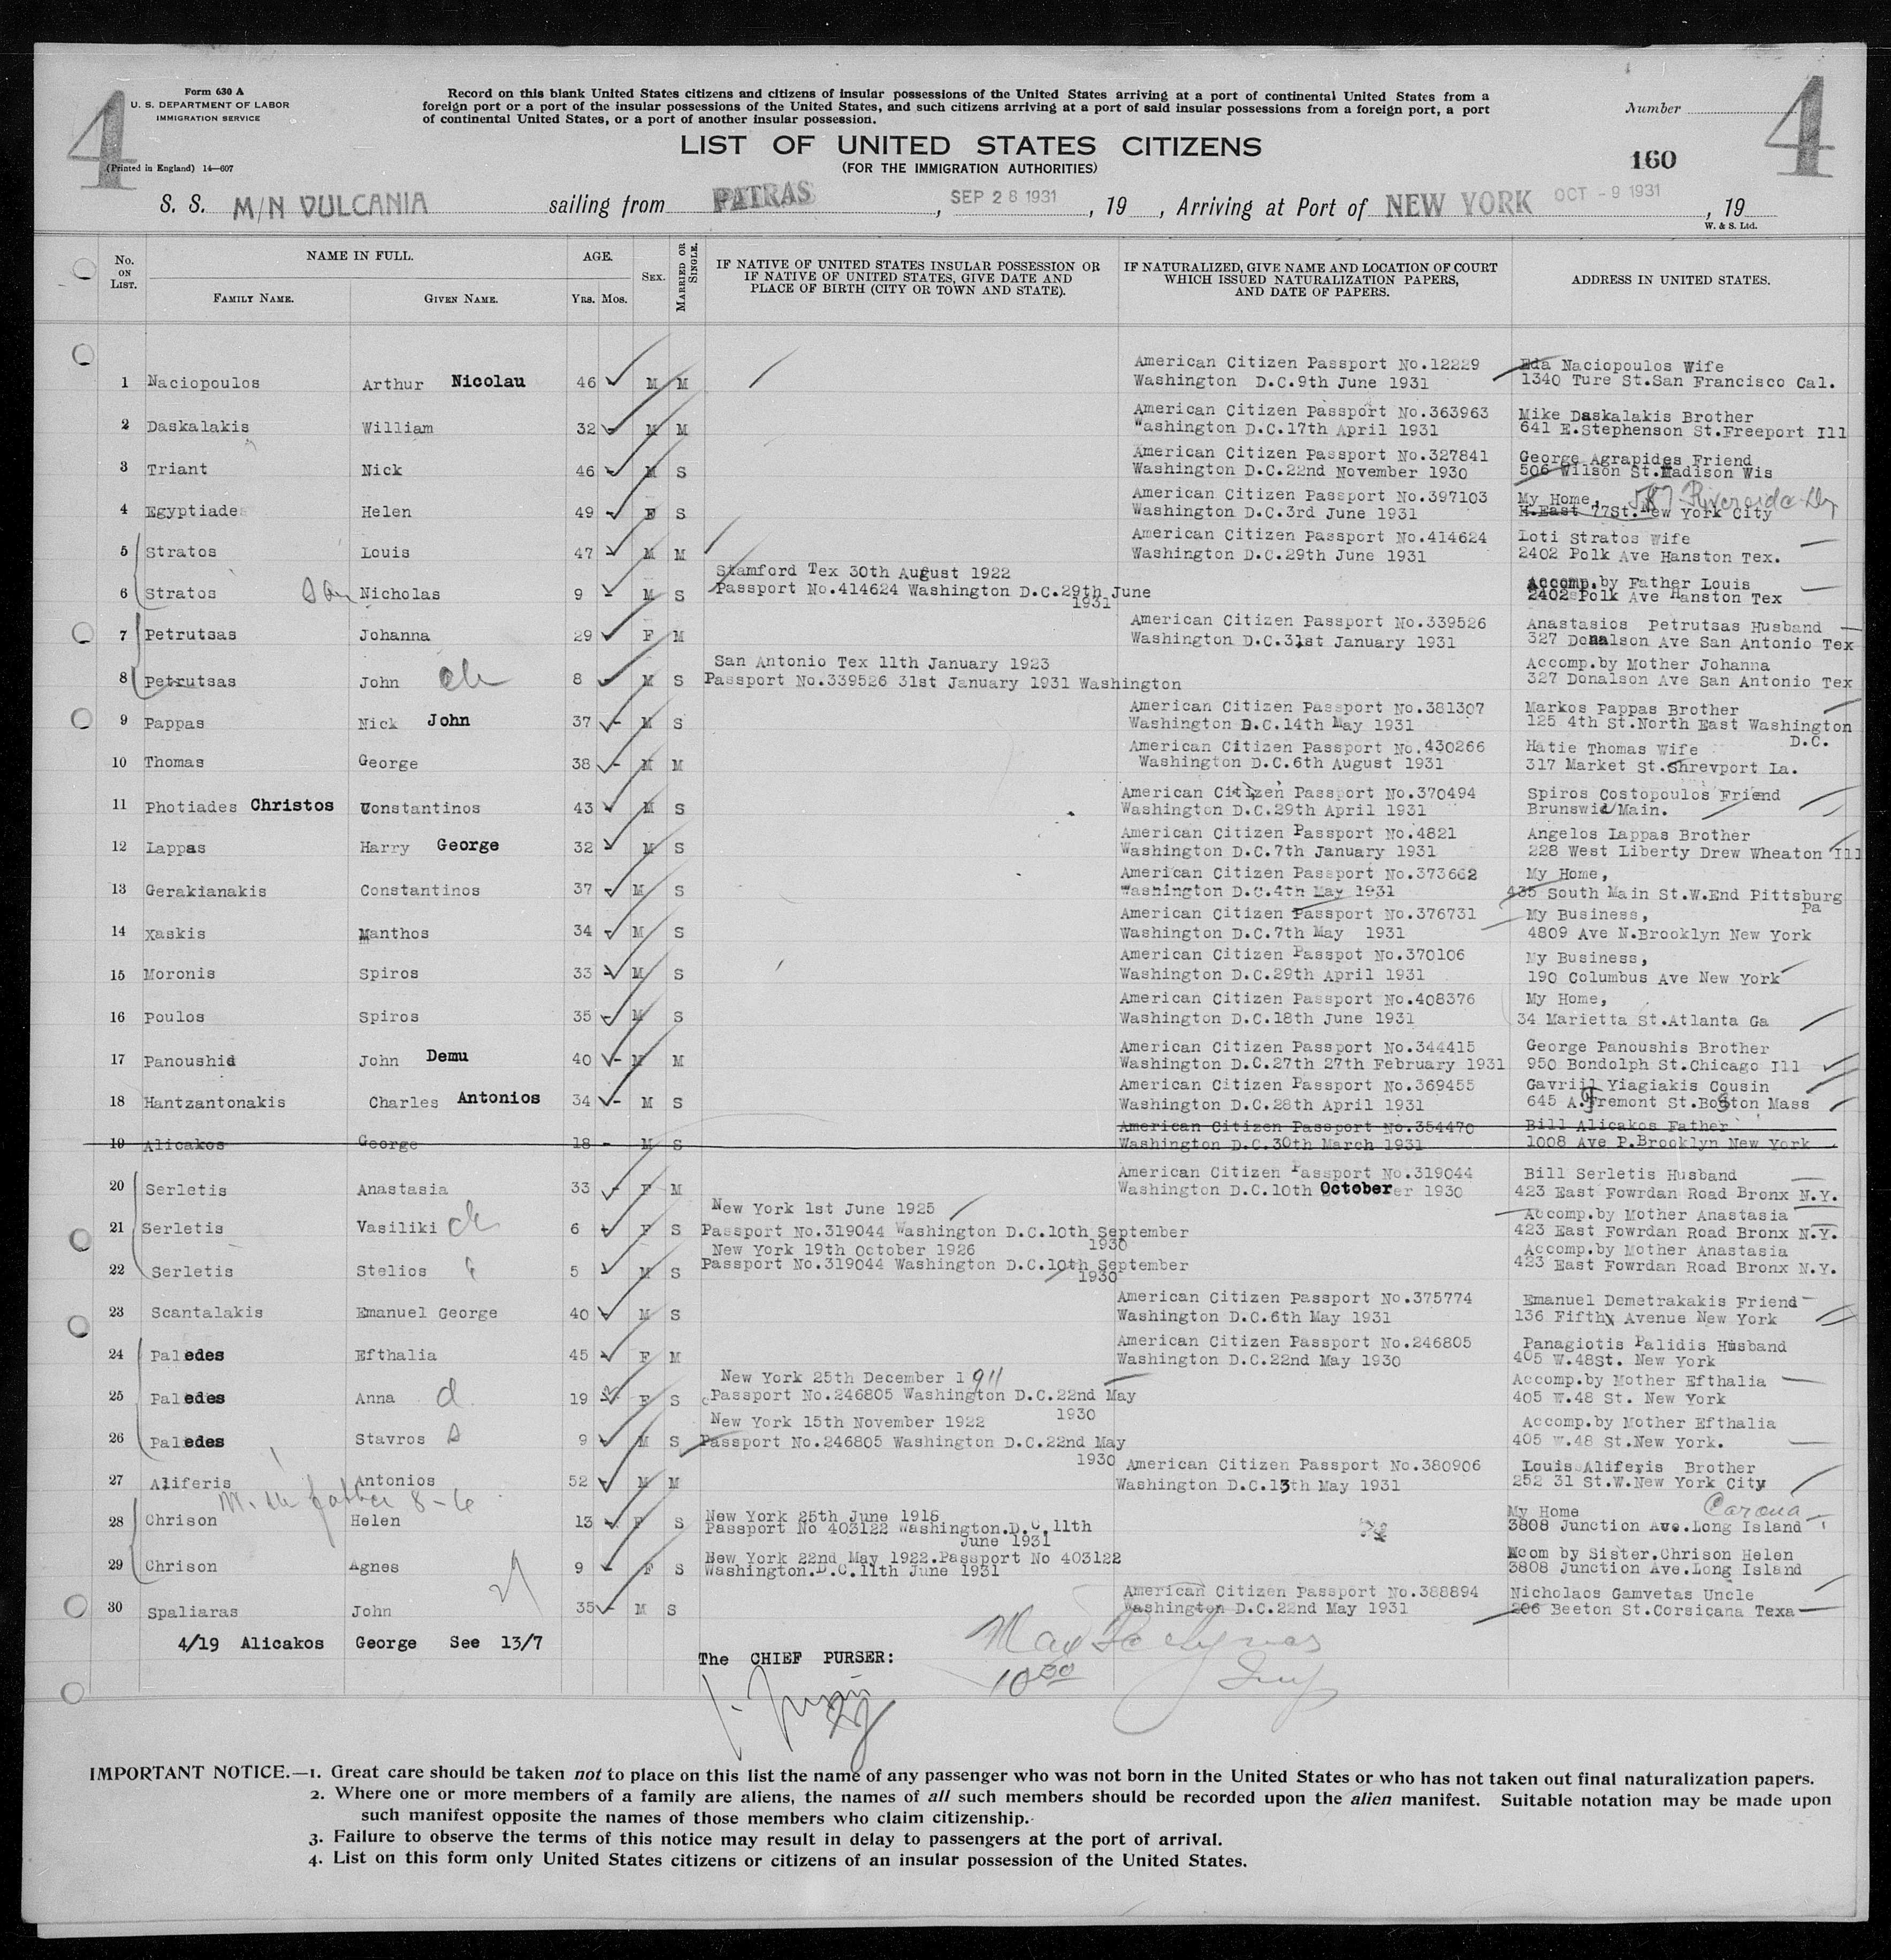 4
Form 630 A
U. S. DEPARTMENT OF LABOR
IMMIGRATION SERVICE
(Printed in England) 14—607
Record on this blank United States citizens and citizens of insular possessions of the United States arriving at a port of continental United States from a
foreign port or a port of the insular possessions of the United States, and such citizens arriving at a port of said insular possessions from a foreign port, a port
of continental United States, or a port of another insular possession.
Number
4
LIST OF UNITED STATES CITIZENS
(FOR THE IMMIGRATION AUTHORITIES)
160
S. S. M/N VULCANIA sailing from PATRAS, SEP 28 1931, 19 , Arriving at Port of NEW YORK OCT - 9 1931, 19
W. & S. Ltd.
No. ON LIST. NAME IN FULL. FAMILY NAME. GIVEN NAME. AGE. Yrs. Mos. SEX. MARRIED OR SINGLE.
IF NATIVE OF UNITED STATES INSULAR POSSESSION OR
IF NATIVE OF UNITED STATES, GIVE DATE AND
PLACE OF BIRTH (CITY OR TOWN AND STATE).
IF NATURALIZED, GIVE NAME AND LOCATION OF COURT
WHICH ISSUED NATURALIZATION PAPERS,
AND DATE OF PAPERS.
ADDRESS IN UNITED STATES.
American Citizen Passport No.12229 Eda Naciopoulos Wife
1 Naciopoulos Arthur Nicolau 46 M M Washington D.C.9th June 1931 1340 Ture St.San Francisco Cal.
American Citizen Passport No.363963 Mike Daskalakis Brother
2 Daskalakis William 32 M M Washington D.C.17th April 1931 641 E.Stephenson St.Freeport Ill
American Citizen Passport No.327841 George Agrapides Friend
3 Triant Nick 46 M S Washington D.C.22nd November 1930 506 Wilson St.Madison Wis
American Citizen Passport No.397103 My Home, 587 Riverside Dr
4 Egyptiade Helen 49 F S Washington D.C.3rd June 1931 H.East 77St.New York City
American Citizen Passport No.414624 Loti Stratos Wife
5 Stratos Louis 47 M M Washington D.C.29th June 1931 2402 Polk Ave Hanston Tex.
Stamford Tex 30th August 1922 Accomp.by Father Louis
6 Stratos Son Nicholas 9 M S Passport No.414624 Washington D.C.29th June 2402 Polk Ave Hanston Tex
1931
American Citizen Passport No.339526 Anastasios Petrutsas Husband
7 Petrutsas Johanna 29 F M Washington D.C.31st January 1931 327 Donalson Ave San Antonio Tex
San Antonio Tex 11th January 1923 Accomp.by Mother Johanna
8 Petrutsas John ch 8 M S Passport No.339526 31st January 1931 Washington 327 Donalson Ave San Antonio Tex
American Citizen Passport No.381307 Markos Pappas Brother
9 Pappas Nick John 37 M S Washington D.C.14th May 1931 125 4th St.North East Washington
D.C.
American Citizen Passport No.430266 Hatie Thomas Wife
10 Thomas George 38 M M Washington D.C.6th August 1931 317 Market St.Shrevport La.
American Citizen Passport No.370494 Spiros Costopoulos Friend
11 Photiades Christos Constantinos 43 M S Washington D.C.29th April 1931 Brunswid/Main.
American Citizen Passport No.4821 Angelos Lappas Brother
12 Lappas Harry George 32 M S Washington D.C.7th January 1931 228 West Liberty Drew Wheaton Ill
American Citizen Passport No.373662 My Home,
13 Gerakianakis Constantinos 37 M S Washington D.C.4th May 1931 435 South Main St.W.End Pittsburg
Pa
American Citizen Passport No.376731 My Business,
14 Xaskis Manthos 34 M S Washington D.C.7th May 1931 4809 Ave N.Brooklyn New York
American Citizen Passpot No.370106 My Business,
15 Moronis Spiros 33 M S Washington D.C.29th April 1931 190 Columbus Ave New York
American Citizen Passport No.408376 My Home,
16 Poulos Spiros 35 M S Washington D.C.18th June 1931 34 Marietta St.Atlanta Ga
American Citizen Passport No.344415 George Panoushis Brother
17 Panoushid John Demu 40 M M Washington D.C.27th 27th February 1931 950 Bondolph St.Chicago Ill
American Citizen Passport No.369455 Gavriil Yiagiakis Cousin
18 Hantzantonakis Charles Antonios 34 M S Washington D.C.28th April 1931 645 A.Tremont St.Boston Mass
American Citizen Passport No.354470 Bill Alicakos Father
19 Alicakos George 18 M S Washington D.C.30th March 1931 1008 Ave P.Brooklyn New York
American Citizen Passport No.319044 Bill Serletis Husband
20 Serletis Anastasia 33 F M Washington D.C.10th October 1930 423 East Fowrdan Road Bronx N.Y.
New York 1st June 1925 Accomp.by Mother Anastasia
21 Serletis Vasiliki ch 6 F S Passport No.319044 Washington D.C.10th September 423 East Fowrdan Road Bronx N.Y.
1930
New York 19th October 1926 Accomp.by Mother Anastasia
22 Serletis Stelios 5 M S Passport No.319044 Washington D.C.10th September 423 East Fowrdan Road Bronx N.Y.
1930
American Citizen Passport No.375774 Emanuel Demetrakakis Friend
23 Scantalakis Emanuel George 40 M S Washington D.C.6th May 1931 136 Fifth Avenue New York
American Citizen Passport No.246805 Panagiotis Palidis Husband
24 Paledes Efthalia 45 F M Washington D.C.22nd May 1930 405 W.48St. New York
New York 25th December 1911 Accomp.by Mother Efthalia
25 Paledes Anna d 19 F S Passport No.246805 Washington D.C.22nd May 405 W.48 St. New York
1930
New York 15th November 1922 Accomp.by Mother Efthalia
26 Paledes Stavros s 9 M S Passport No.246805 Washington D.C.22nd May 405 W.48 St.New York.
1930
American Citizen Passport No.380906 Louis Aliferis Brother
27 Aliferis Antonios 52 M M Washington D.C.13th May 1931 252 31 St.W.New York City
father 8-6
New York 25th June 1918 My Home Corona
28 Chrison Helen 13 F S Passport No 403122 Washington.D.C.11th 3808 Junction Ave.Long Island
June 1931
New York 22nd May 1922.Passport No 403122 Acom by Sister.Chrison Helen
29 Chrison Agnes 9 F S Washington.D.C.11th June 1931 3808 Junction Ave.Long Island
American Citizen Passport No.388894 Nicholaos Gamvetas Uncle
30 Spaliaras John 35 M S Washington D.C.22nd May 1931 206 Beeton St.Corsicana Texa
29
4/19 Alicakos George See 13/7
The CHIEF PURSER:
10 00
Insp
IMPORTANT NOTICE.—1. Great care should be taken not to place on this list the name of any passenger who was not born in the United States or who has not taken out final naturalization papers.
2. Where one or more members of a family are aliens, the names of all such members should be recorded upon the alien manifest. Suitable notation may be made upon
such manifest opposite the names of those members who claim citizenship.
3. Failure to observe the terms of this notice may result in delay to passengers at the port of arrival.
4. List on this form only United States citizens or citizens of an insular possession of the United States.